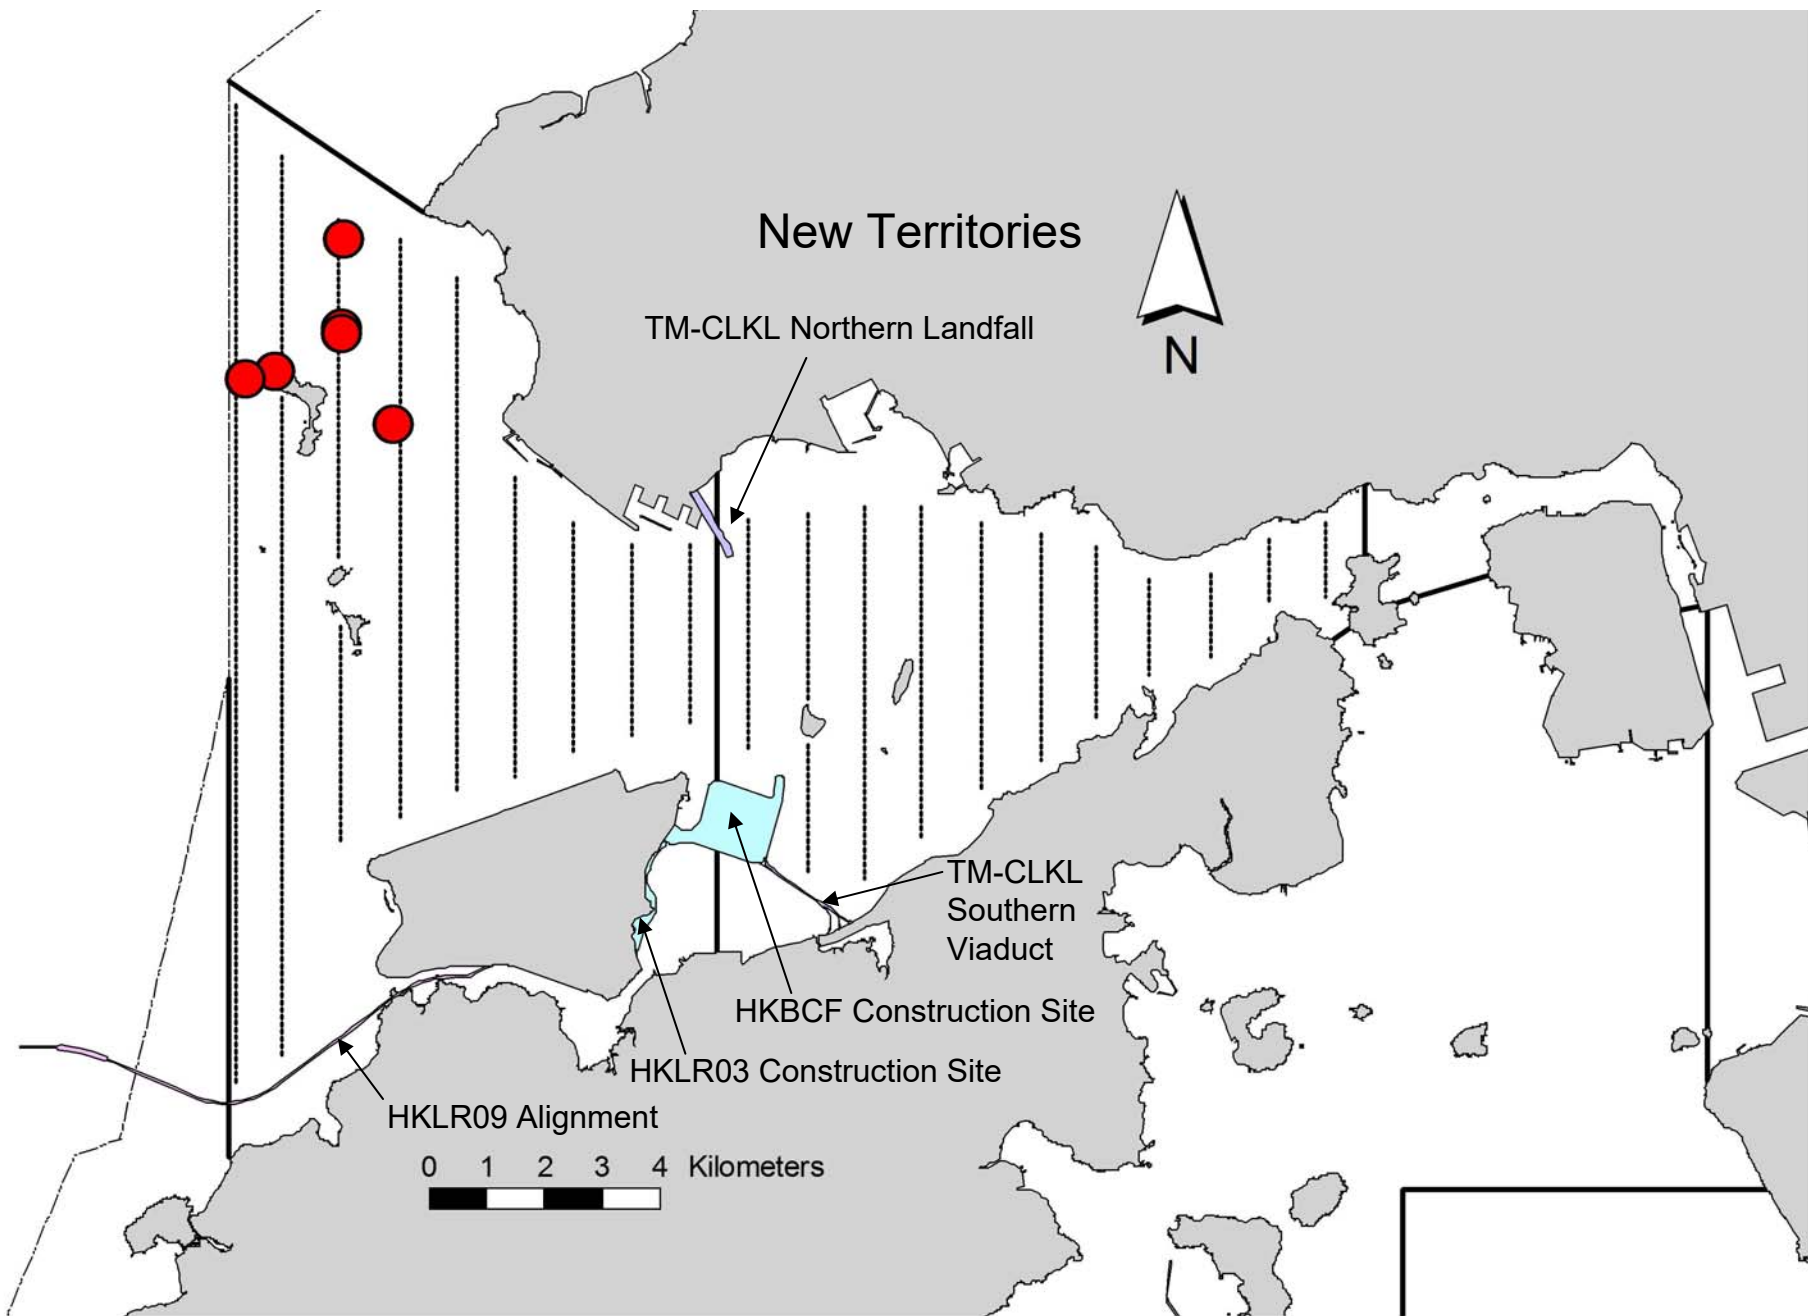 New Territories
TM-CLKL Northern Landfall
N
TM-CLKL
Southern
Viaduct
HKBCF Construction Site
HKLR03 Construction Site
HKLR09 Alignment
0 1 2 3 4 Kilometers